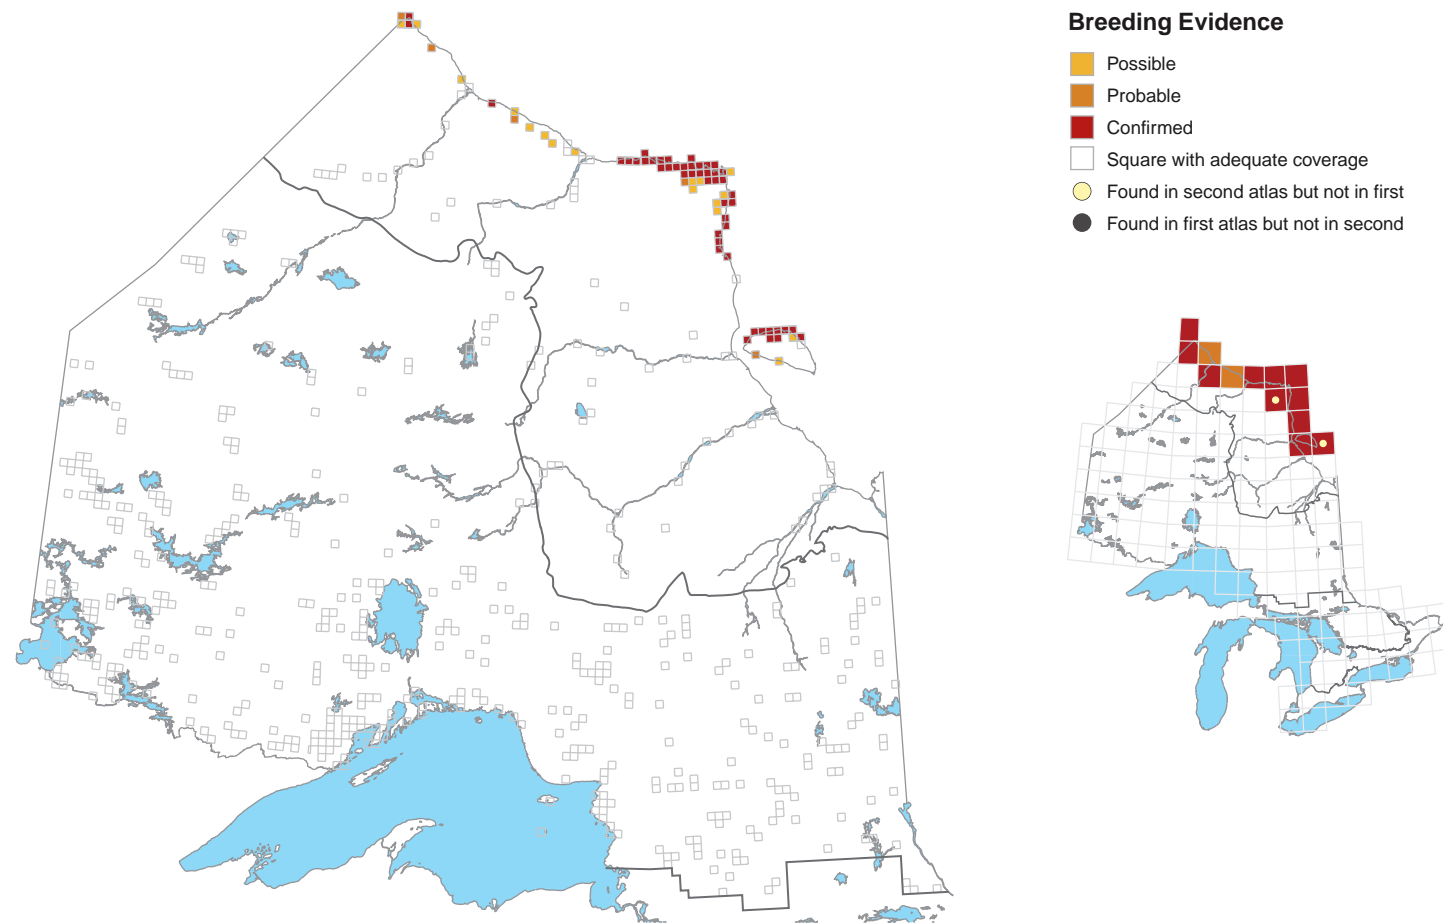 Breeding Evidence
Possible
Probable
Confirmed
Square with adequate coverage
Found in second atlas but not in first
Found in first atlas but not in second